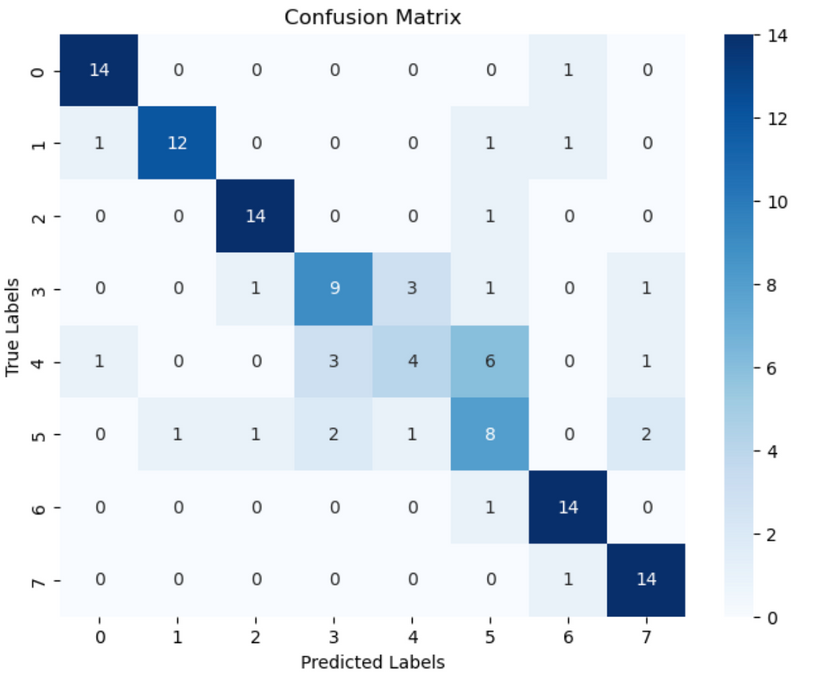 Confusion Matrix
0 14 0 0 0 0 0 1 0
1 1 12 0 0 0 1 1 0
2 0 0 14 0 0 1 0 0
3 0 0 1 9 3 1 0 1
4 1 0 0 3 4 6 0 1
5 0 1 1 2 1 8 0 2
6 0 0 0 0 0 1 14 0
7 0 0 0 0 0 0 1 14
0 1 2 3 4 5 6 7
Predicted Labels
True Labels
14
12
10
8
6
4
2
0